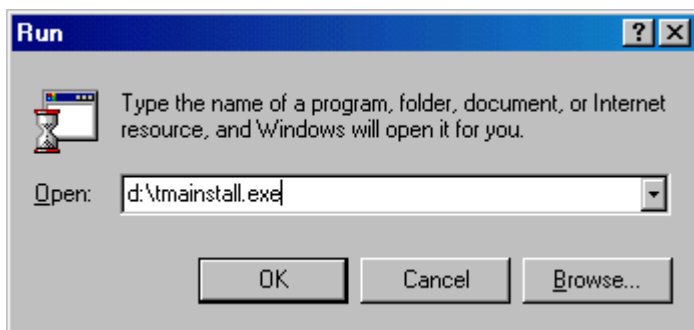 Run
Type the name of a program, folder, document, or Internet
resource, and Windows will open it for you.
Open: d:\tmainstall.exe
OK Cancel Browse...